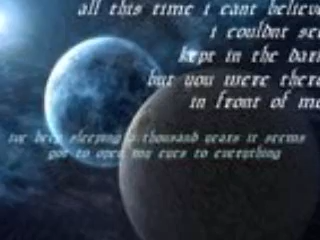 all this time i cant believe
i couldnt see
kept in the dark
but you were there
in front of me
ive been sleeping a thousand years it seems
got to open my eyes to everything